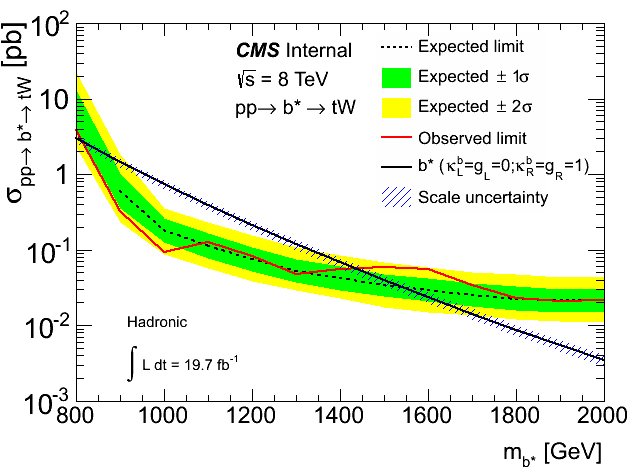 10²
10
1
10⁻¹
10⁻²
10⁻³
σ_pp→ b*→ tW [pb]
CMS Internal
√s = 8 TeV
pp→ b* → tW
Expected limit
Expected ± 1σ
Expected ± 2σ
Observed limit
b* (κ_L^b=g_L=0;κ_R^b=g_R=1)
Scale uncertainty
Hadronic
∫ L dt = 19.7 fb⁻¹
800 1000 1200 1400 1600 1800 2000
m_b* [GeV]